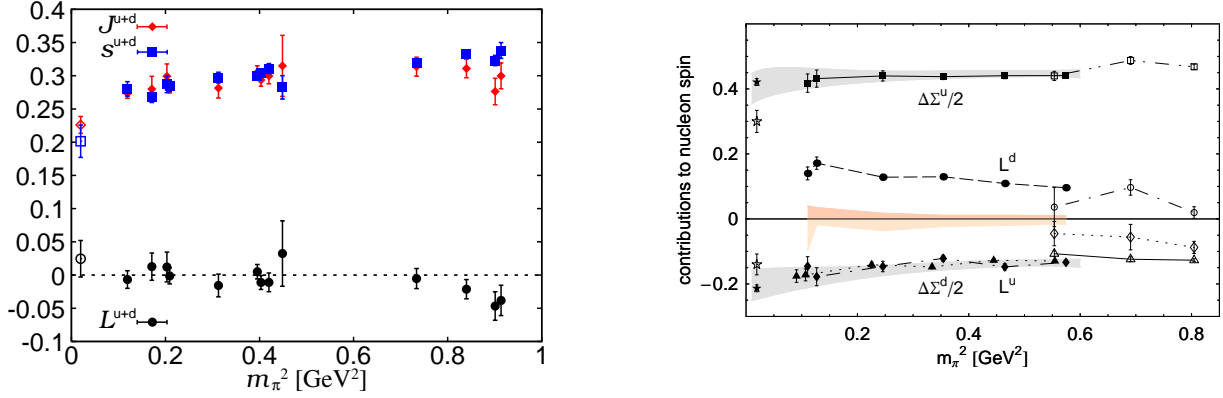 0.4
0.35
0.3
0.25
0.2
0.15
0.1
0.05
0
-0.05
-0.1
J^{u+d}
s^{u+d}
L^{u+d}
0 0.2 0.4 0.6 0.8 1
m_π^2 [GeV^2]
contributions to nucleon spin
0.4
0.2
0
−0.2
ΔΣ^u/2
L^d
ΔΣ^d/2
L^u
0.2 0.4 0.6 0.8
m_π^2 [GeV^2]